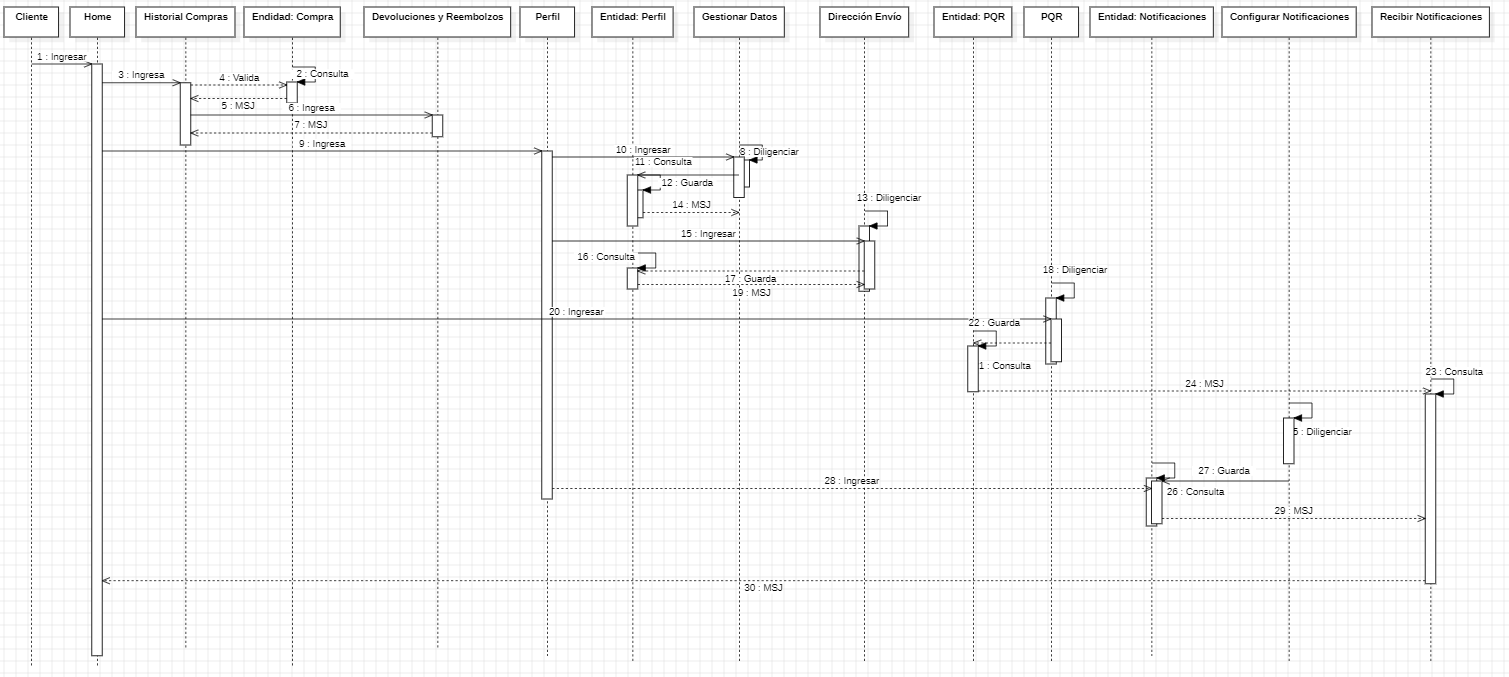 Cliente
Home
Historial Compras
Endidad: Compra
Devoluciones y Reembolzos
Perfil
Entidad: Perfil
Gestionar Datos
Dirección Envío
Entidad: PQR
PQR
Entidad: Notificaciones
Configurar Notificaciones
Recibir Notificaciones
1 : Ingresar
3 : Ingresa
4 : Valida
2 : Consulta
5 : MSJ
6 : Ingresa
7 : MSJ
9 : Ingresa
10 : Ingresar
8 : Diligenciar
11 : Consulta
12 : Guarda
13 : Diligenciar
14 : MSJ
15 : Ingresar
16 : Consulta
17 : Guarda
18 : Diligenciar
19 : MSJ
20 : Ingresar
22 : Guarda
1 : Consulta
23 : Consulta
24 : MSJ
5 : Diligenciar
27 : Guarda
28 : Ingresar
26 : Consulta
29 : MSJ
30 : MSJ